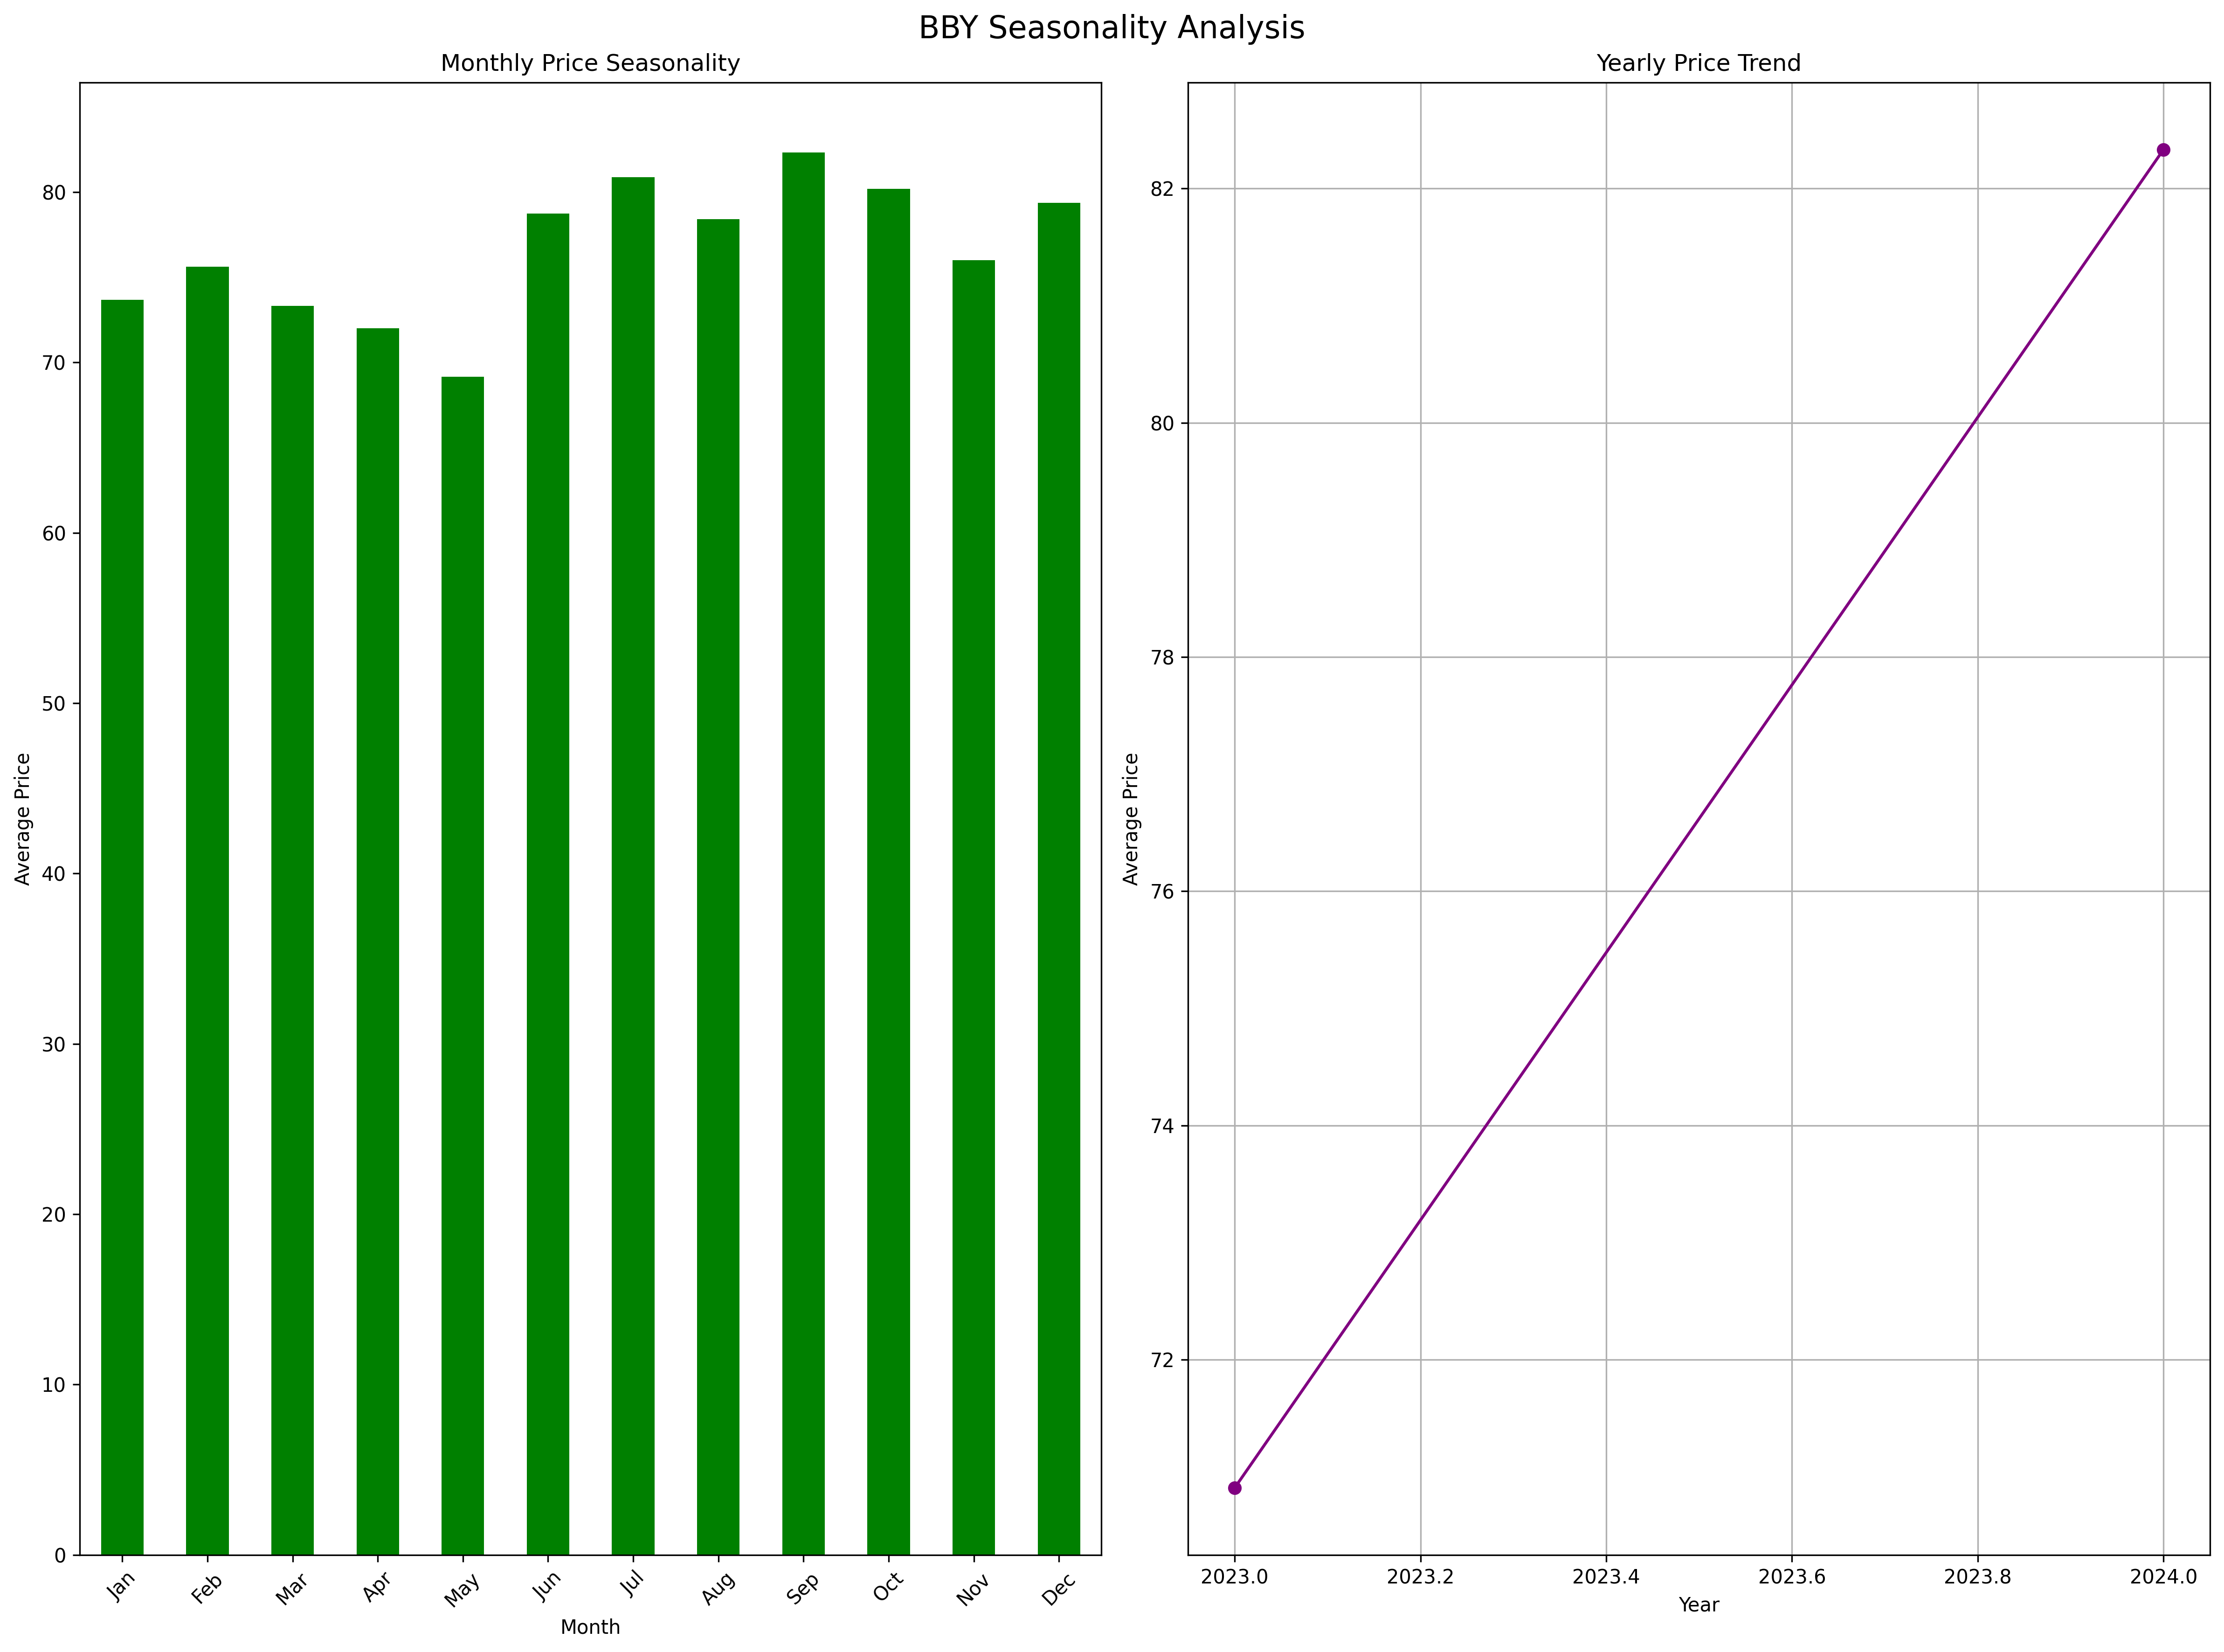 BBY Seasonality Analysis
Monthly Price Seasonality
Average Price
80
70
60
50
40
30
20
10
0
Jan Feb Mar Apr May Jun Jul Aug Sep Oct Nov Dec
Month
Yearly Price Trend
Average Price
82
80
78
76
74
72
2023.0 2023.2 2023.4 2023.6 2023.8 2024.0
Year